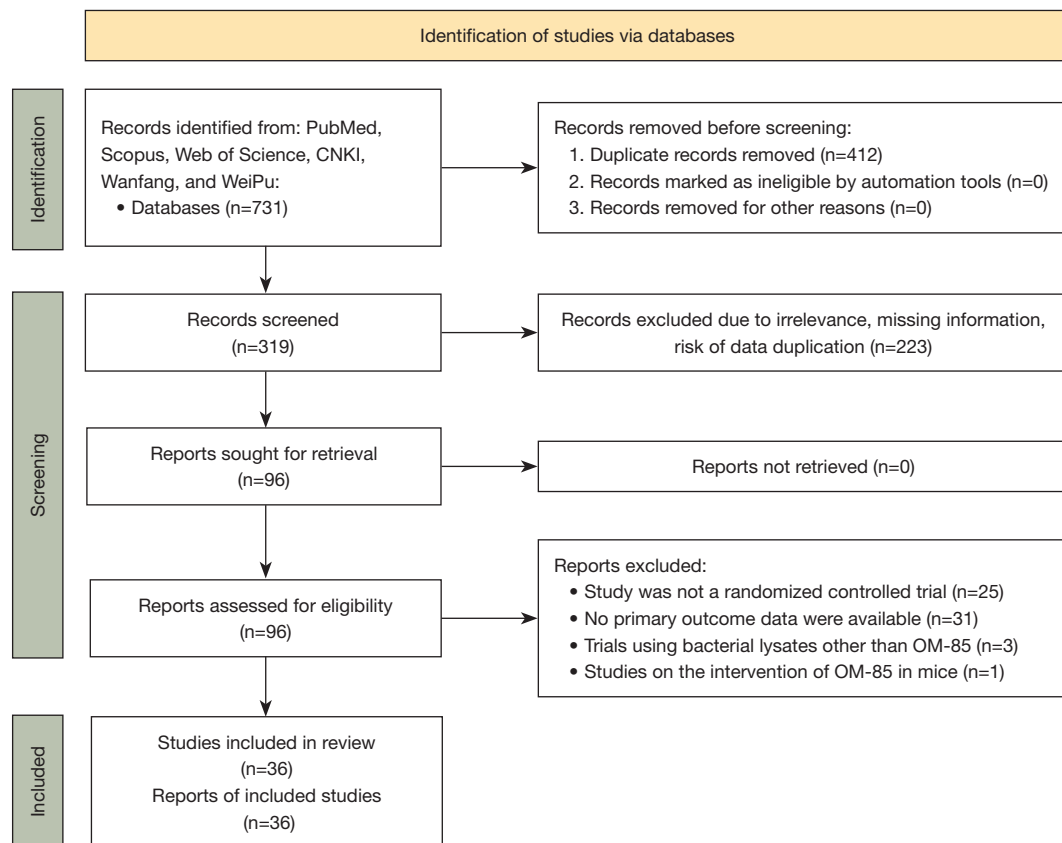 Identification of studies via databases
Identification
Records identified from: PubMed,
Scopus, Web of Science, CNKI,
Wanfang, and WeiPu:
• Databases (n=731)
Records removed before screening:
1. Duplicate records removed (n=412)
2. Records marked as ineligible by automation tools (n=0)
3. Records removed for other reasons (n=0)
Screening
Records screened
(n=319)
Records excluded due to irrelevance, missing information,
risk of data duplication (n=223)
Reports sought for retrieval
(n=96)
Reports not retrieved (n=0)
Reports assessed for eligibility
(n=96)
Reports excluded:
• Study was not a randomized controlled trial (n=25)
• No primary outcome data were available (n=31)
• Trials using bacterial lysates other than OM-85 (n=3)
• Studies on the intervention of OM-85 in mice (n=1)
Included
Studies included in review
(n=36)
Reports of included studies
(n=36)